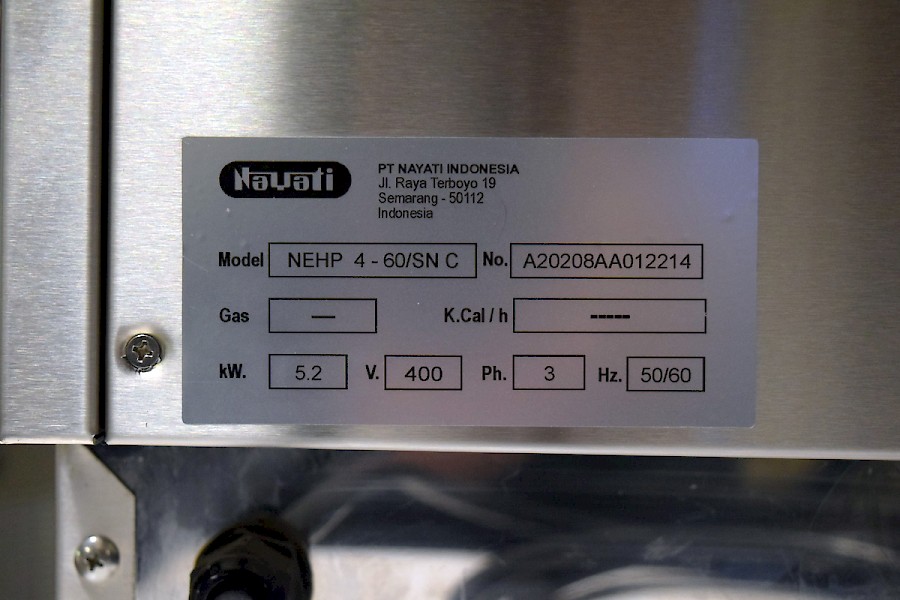 Nayati
PT NAYATI INDONESIA
Jl. Raya Terboyo 19
Semarang - 50112
Indonesia
Model NEHP 4 - 60/SN C No. A20208AA012214
Gas — K.Cal / h -----
kW. 5.2 V. 400 Ph. 3 Hz. 50/60